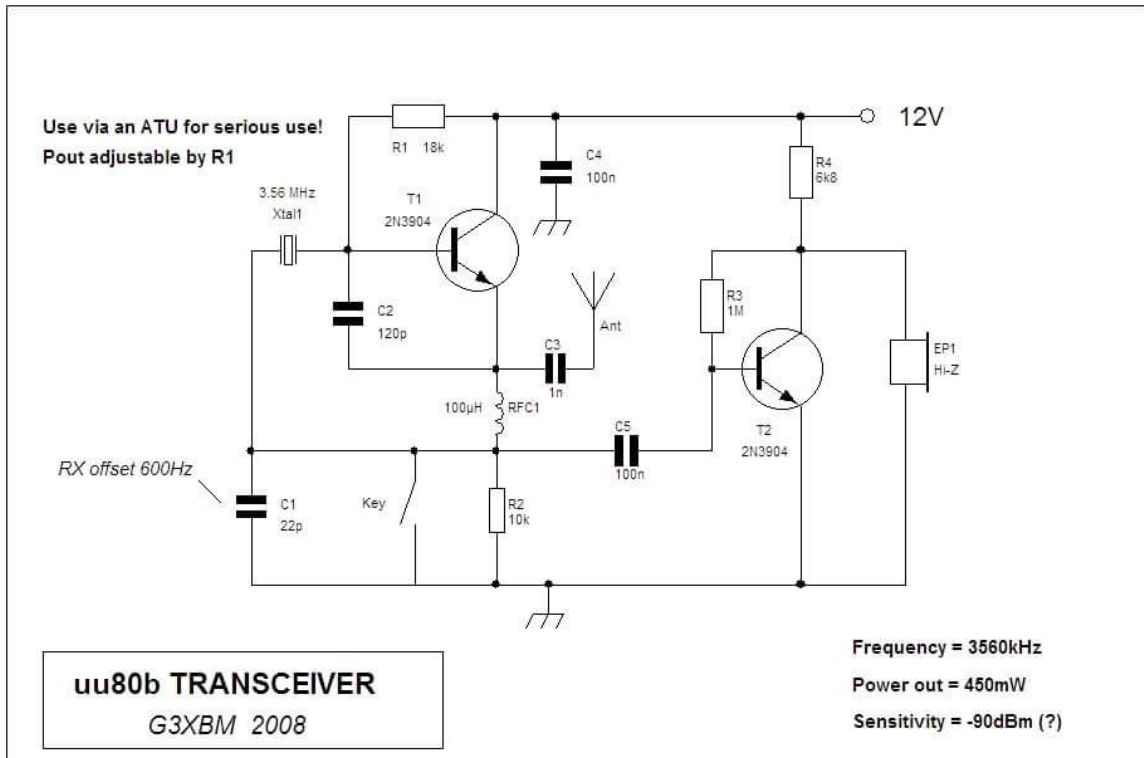 Use via an ATU for serious use!
Pout adjustable by R1
R1 18k
12V
C4
100n
R4
6k8
3.56 MHz
Xtal1
T1
2N3904
C2
120p
Ant
C3
1n
R3
1M
EP1
Hi-Z
100µH RFC1
T2
2N3904
C5
100n
RX offset 600Hz
C1
22p
Key
R2
10k
uu80b TRANSCEIVER
G3XBM 2008
Frequency = 3560kHz
Power out = 450mW
Sensitivity = -90dBm (?)